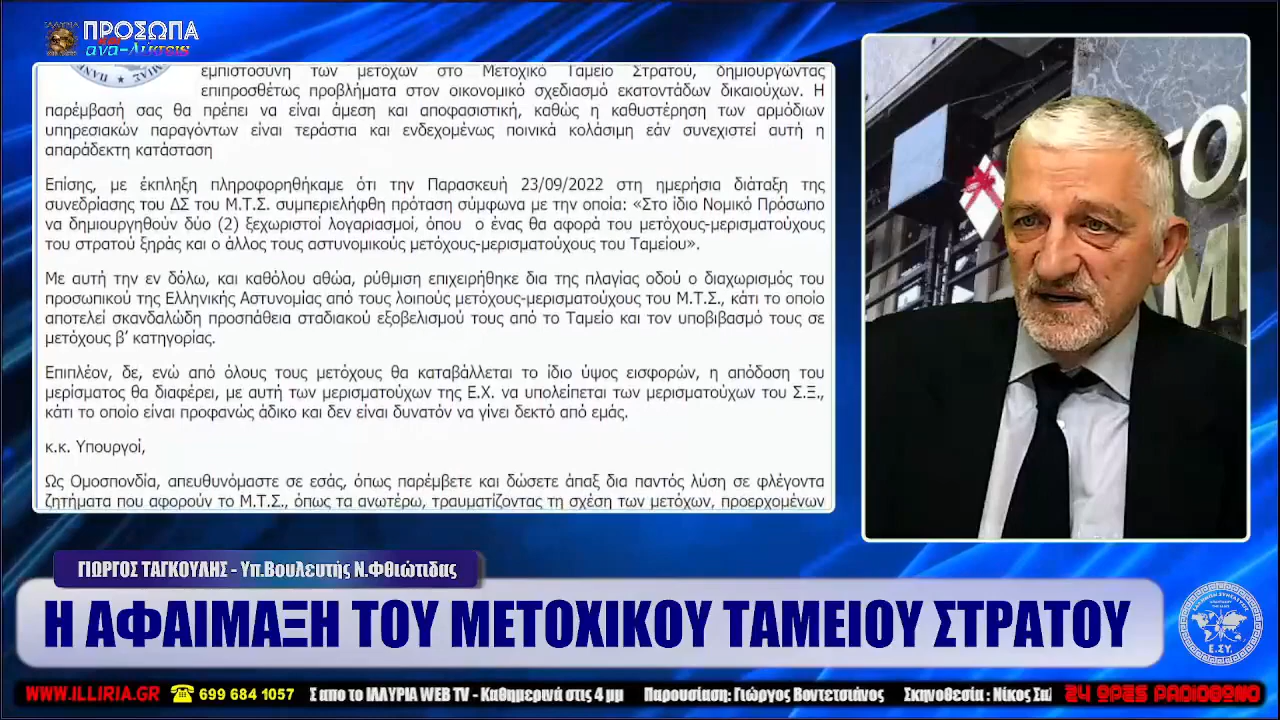 ΙΛΛΥΡΙΑ
ΠΡΟΣΩΠΑ
ανα-Λύσεις
εμπιστοσύνη των μετόχων στο Μετοχικό Ταμείο Στρατού, δημιουργώντας
επιπροσθέτως προβλήματα στον οικονομικό σχεδιασμό εκατοντάδων δικαιούχων. Η
παρέμβασή σας θα πρέπει να είναι άμεση και αποφασιστική, καθώς η καθυστέρηση των αρμόδιων
υπηρεσιακών παραγόντων είναι τεράστια και ενδεχομένως ποινικά κολάσιμη εάν συνεχιστεί αυτή η
απαράδεκτη κατάσταση
Επίσης, με έκπληξη πληροφορηθήκαμε ότι την Παρασκευή 23/09/2022 στη ημερήσια διάταξη της
συνεδρίασης του ΔΣ του Μ.Τ.Σ. συμπεριελήφθη πρόταση σύμφωνα με την οποία: «Στο ίδιο Νομικό Πρόσωπο
να δημιουργηθούν δύο (2) ξεχωριστοί λογαριασμοί, όπου ο ένας θα αφορά του μετόχους-μερισματούχους
του στρατού ξηράς και ο άλλος τους αστυνομικούς μετόχους-μερισματούχους του Ταμείου».
Με αυτή την εν δόλω, και καθόλου αθώα, ρύθμιση επιχειρήθηκε δια της πλαγίας οδού ο διαχωρισμός του
προσωπικού της Ελληνικής Αστυνομίας από τους λοιπούς μετόχους-μερισματούχους του Μ.Τ.Σ., κάτι το οποίο
αποτελεί σκανδαλώδη προσπάθεια σταδιακού εξοβελισμού τους από το Ταμείο και τον υποβιβασμό τους σε
μετόχους β' κατηγορίας.
Επιπλέον, δε, ενώ από όλους τους μετόχους θα καταβάλλεται το ίδιο ύψος εισφορών, η απόδοση του
μερίσματος θα διαφέρει, με αυτή των μερισματούχων της Ε.Χ. να υπολείπεται των μερισματούχων του Σ.Ξ.,
κάτι το οποίο είναι προφανώς άδικο και δεν είναι δυνατόν να γίνει δεκτό από εμάς.
κ.κ. Υπουργοί,
Ως Ομοσπονδία, απευθυνόμαστε σε εσάς, όπως παρέμβετε και δώσετε άπαξ δια παντός λύση σε φλέγοντα
ζητήματα που αφορούν το Μ.Τ.Σ., όπως τα ανωτέρω, τραυματίζοντας τη σχέση των μετόχων, προερχομένων
ΓΙΩΡΓΟΣ ΤΑΓΚΟΥΛΗΣ - Υπ.Βουλευτής Ν.Φθιώτιδας
Η ΑΦΑΙΜΑΞΗ ΤΟΥ ΜΕΤΟΧΙΚΟΥ ΤΑΜΕΙΟΥ ΣΤΡΑΤΟΥ
Ε.ΣΥ.
WWW.ILLIRIA.GR ☎ 699 684 1057 Σ απο το ΙΛΛΥΡΙΑ WEB TV - Καθημερινά στις 4 μμ Παρουσίαση: Γιώργος Βοντετσιάνος Σκηνοθεσία : Νίκος 24 ΩΡΕΣ ΡΑΔΙΟΦΩΝΟ